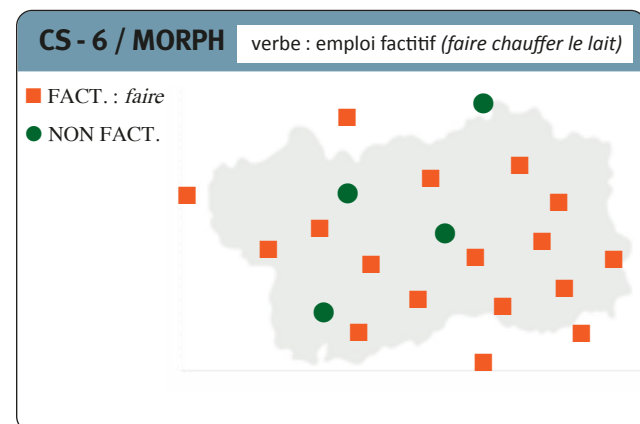 CS - 6 / MORPH
verbe : emploi factitif (faire chauffer le lait)
FACT. : faire
NON FACT.